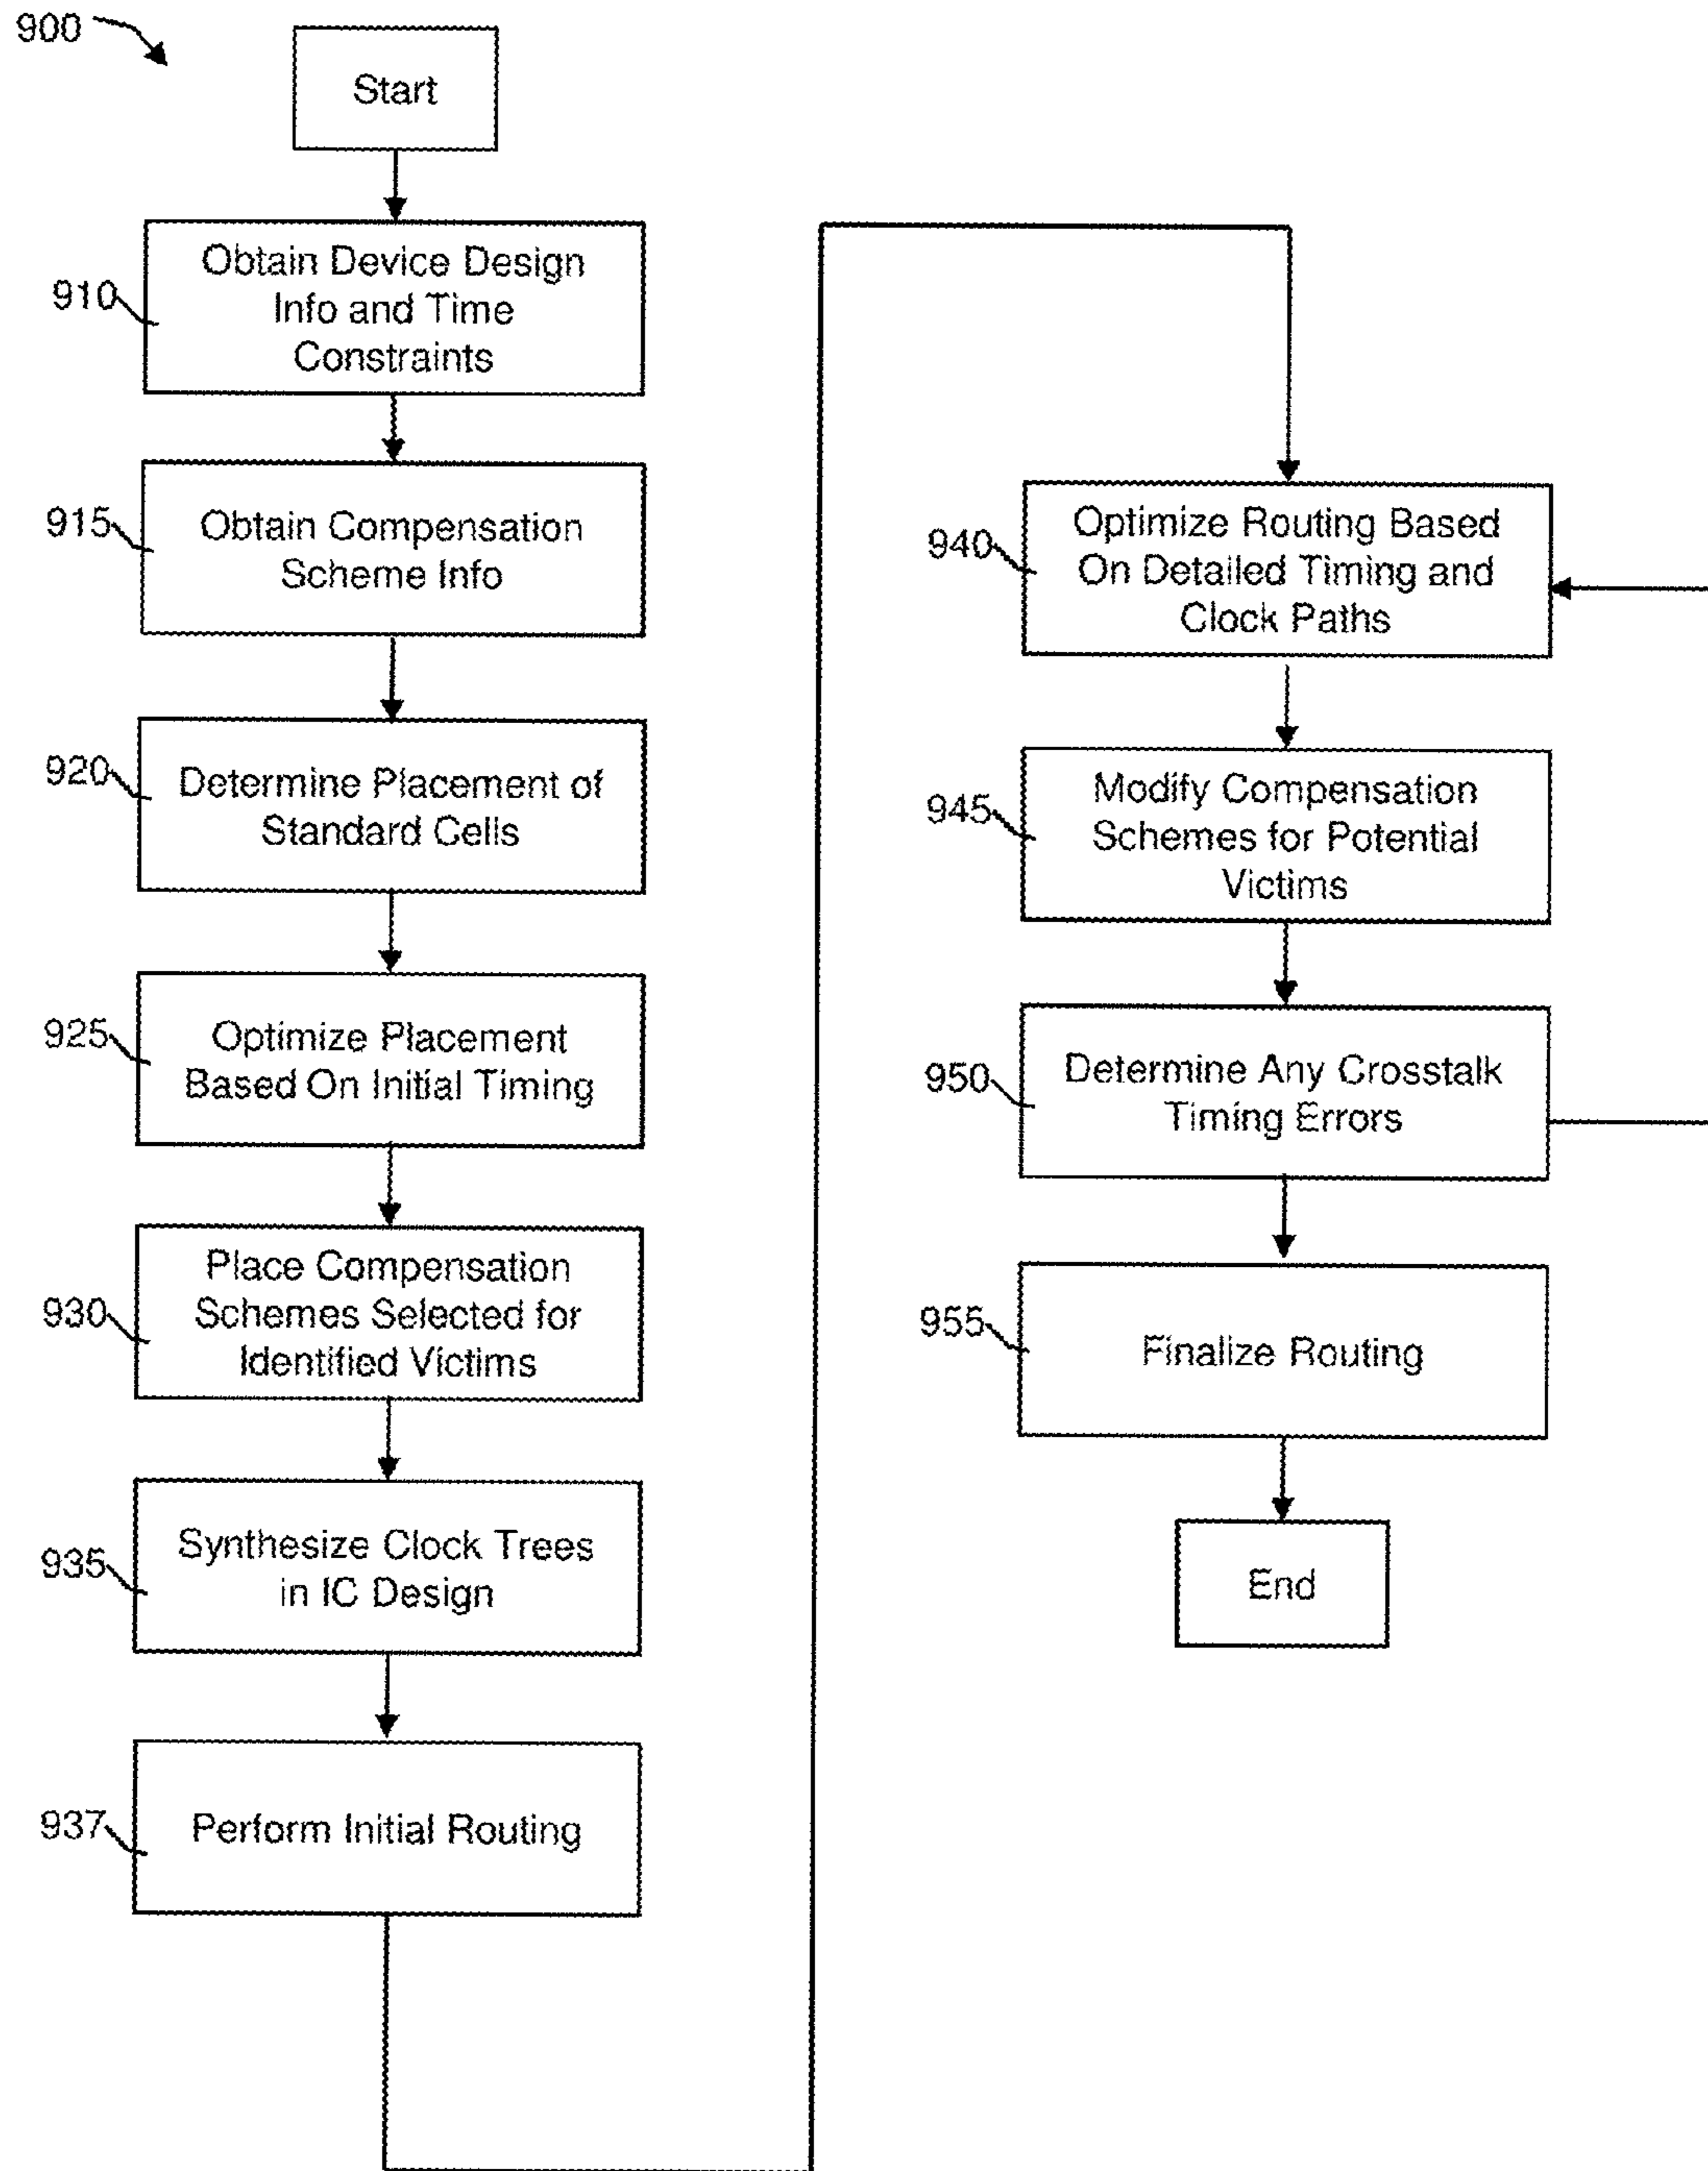 900
Start
910
Obtain Device Design
Info and Time
Constraints
915
Obtain Compensation
Scheme Info
920
Determine Placement of
Standard Cells
925
Optimize Placement
Based On Initial Timing
930
Place Compensation
Schemes Selected for
Identified Victims
935
Synthesize Clock Trees
in IC Design
937
Perform Initial Routing
940
Optimize Routing Based
On Detailed Timing and
Clock Paths
945
Modify Compensation
Schemes for Potential
Victims
950
Determine Any Crosstalk
Timing Errors
955
Finalize Routing
End